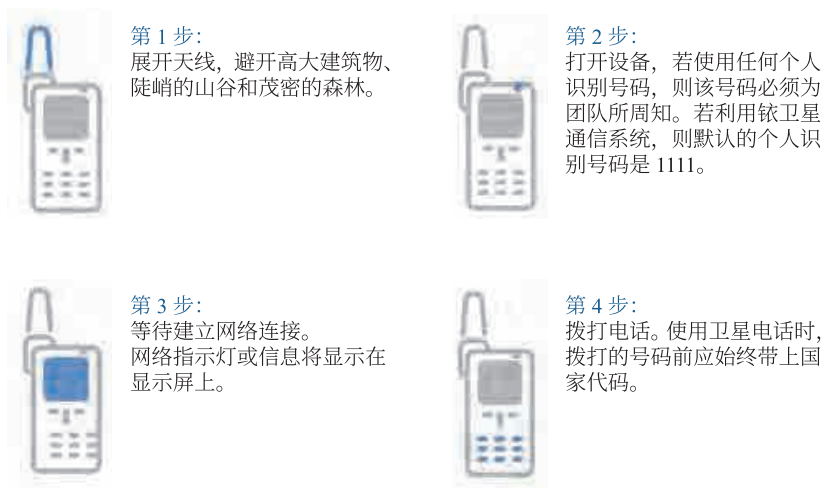 第 1 步：
展开天线，避开高大建筑物、
陡峭的山谷和茂密的森林。
第 2 步：
打开设备，若使用任何个人
识别号码，则该号码必须为
团队所周知。若利用铱卫星
通信系统，则默认的个人识
别号码是 1111。
第 3 步：
等待建立网络连接。
网络指示灯或信息将显示在
显示屏上。
第 4 步：
拨打电话。使用卫星电话时，
拨打的号码前应始终带上国
家代码。